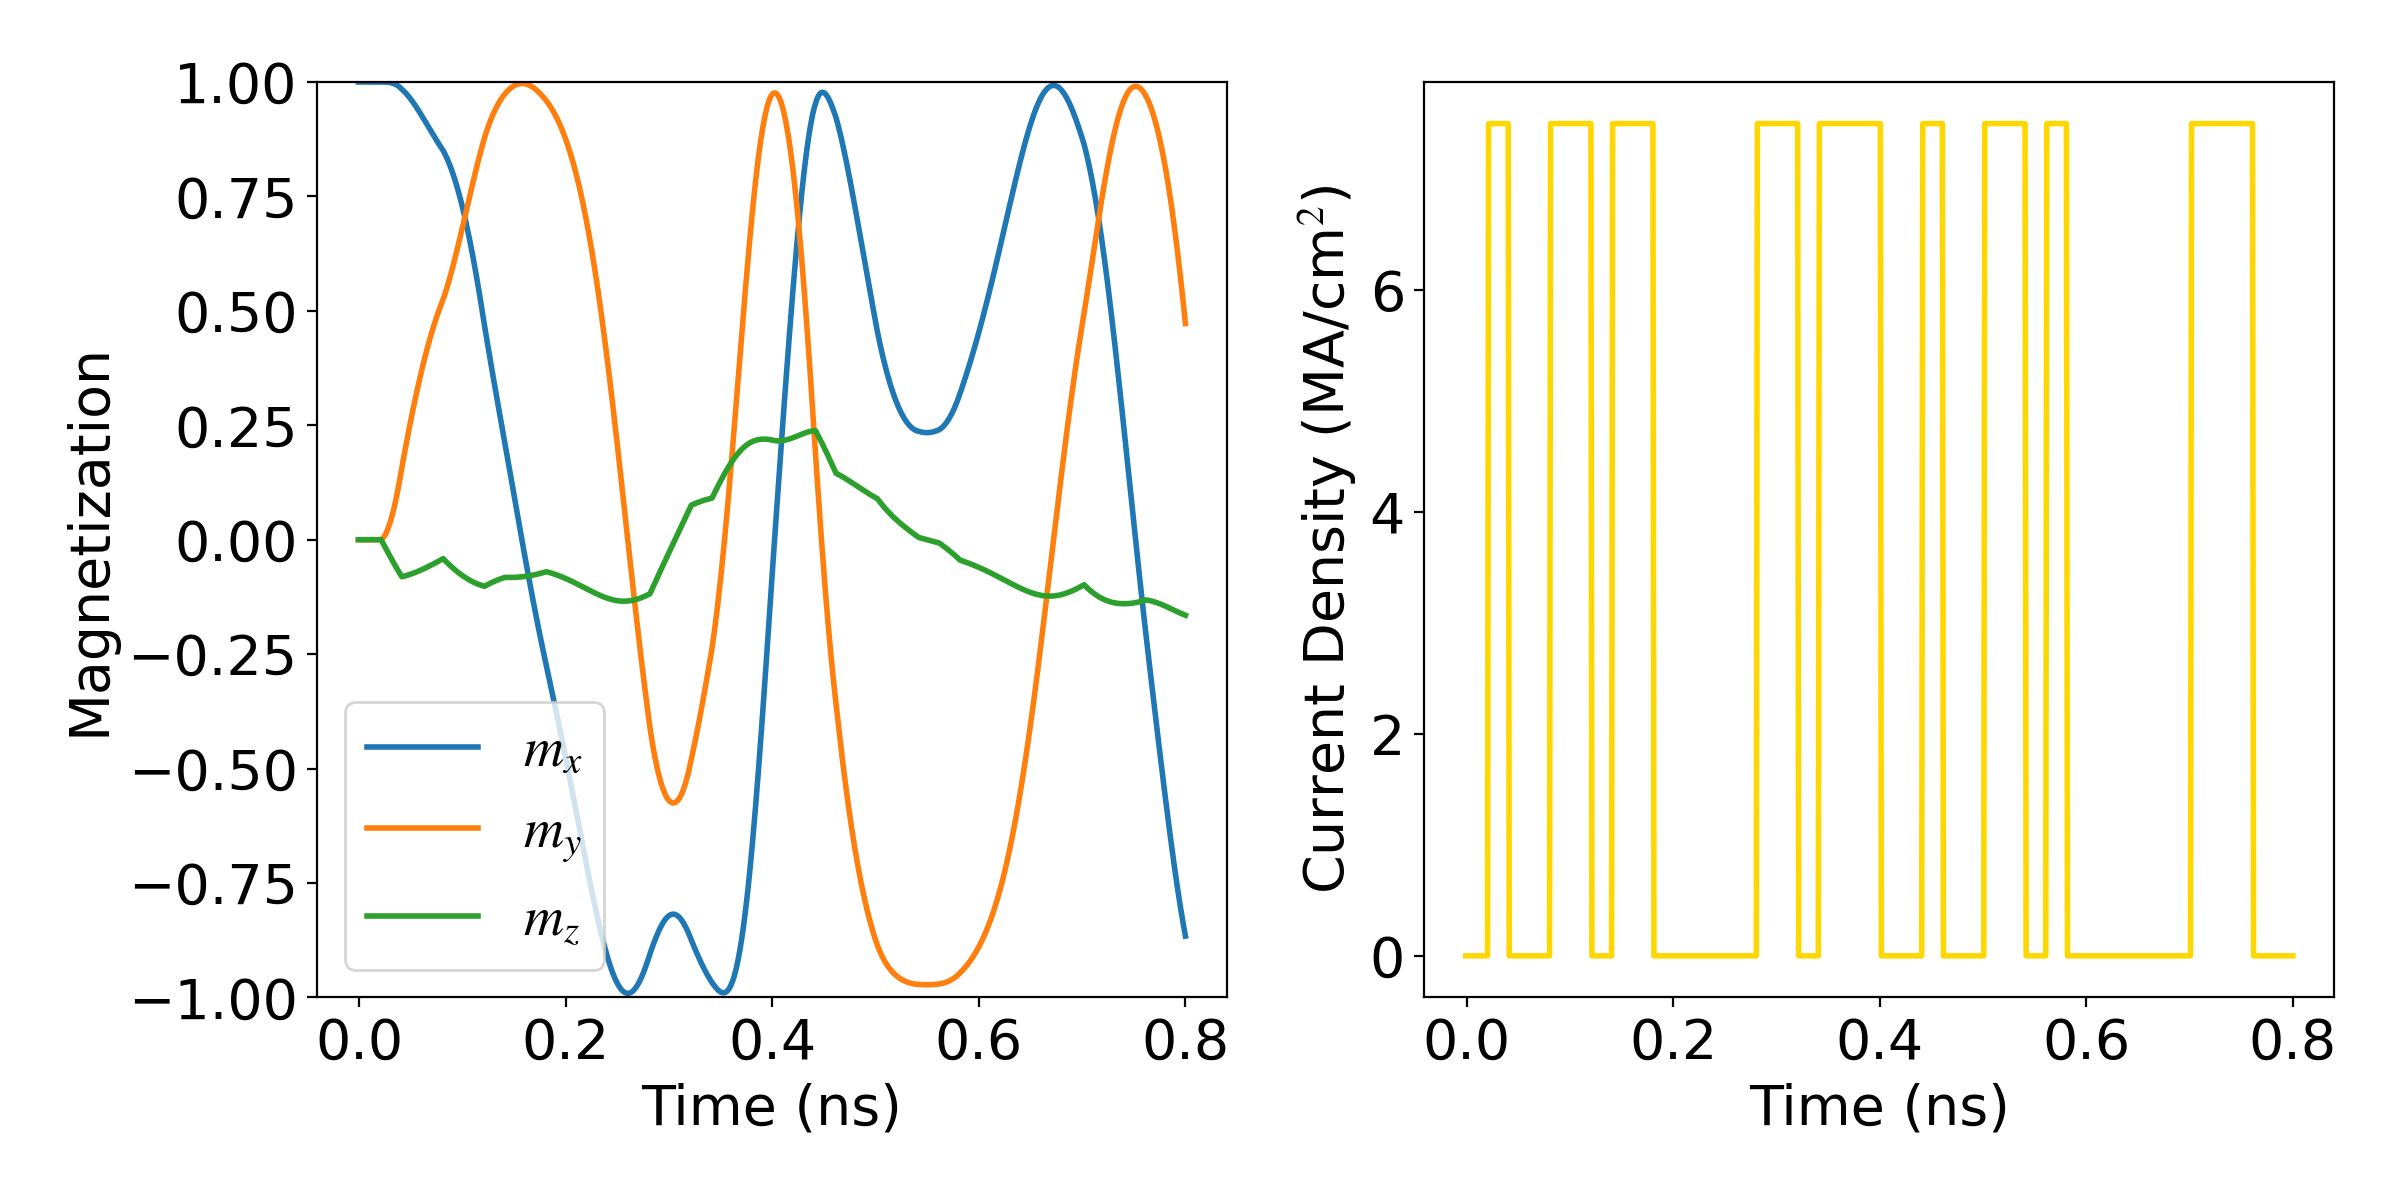 1.00
0.75
0.50
0.25
0.00
−0.25
−0.50
−0.75
−1.00
Magnetization
m_x
m_y
m_z
0.0 0.2 0.4 0.6 0.8
Time (ns)
6
4
2
0
Current Density (MA/cm²)
0.0 0.2 0.4 0.6 0.8
Time (ns)